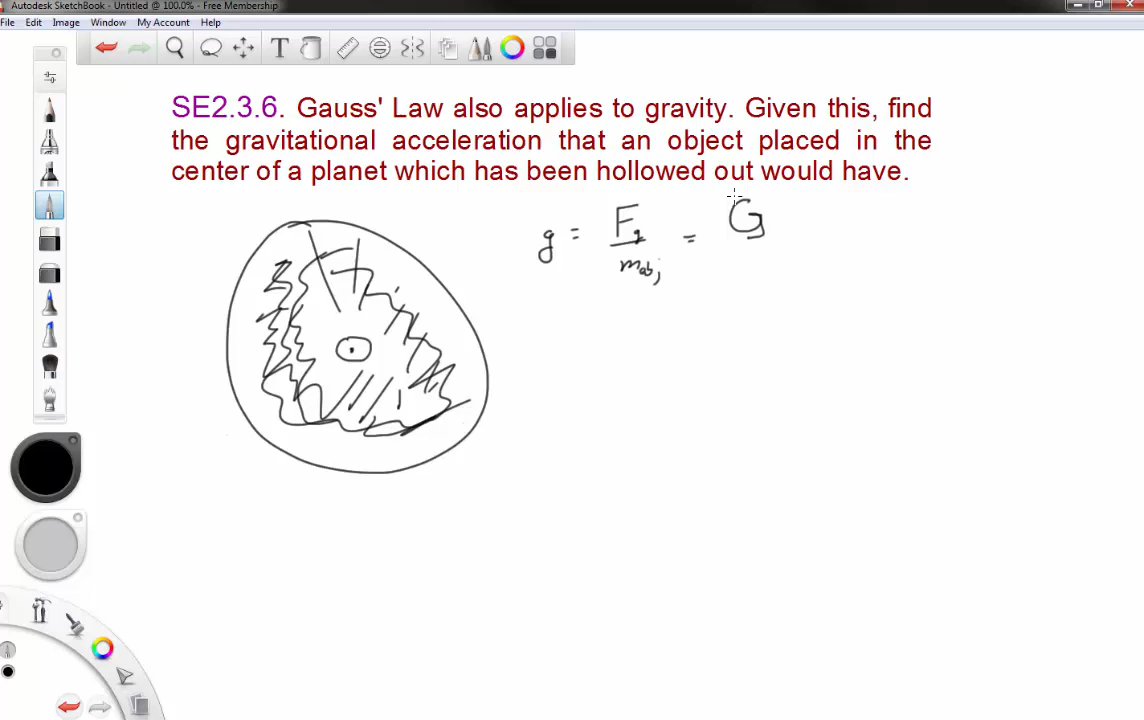 Autodesk SketchBook - Untitled @ 100.0% - Free Membership
File Edit Image Window My Account Help
T
SE2.3.6. Gauss' Law also applies to gravity. Given this, find
the gravitational acceleration that an object placed in the
center of a planet which has been hollowed out would have.
g = Fg / mobj = G